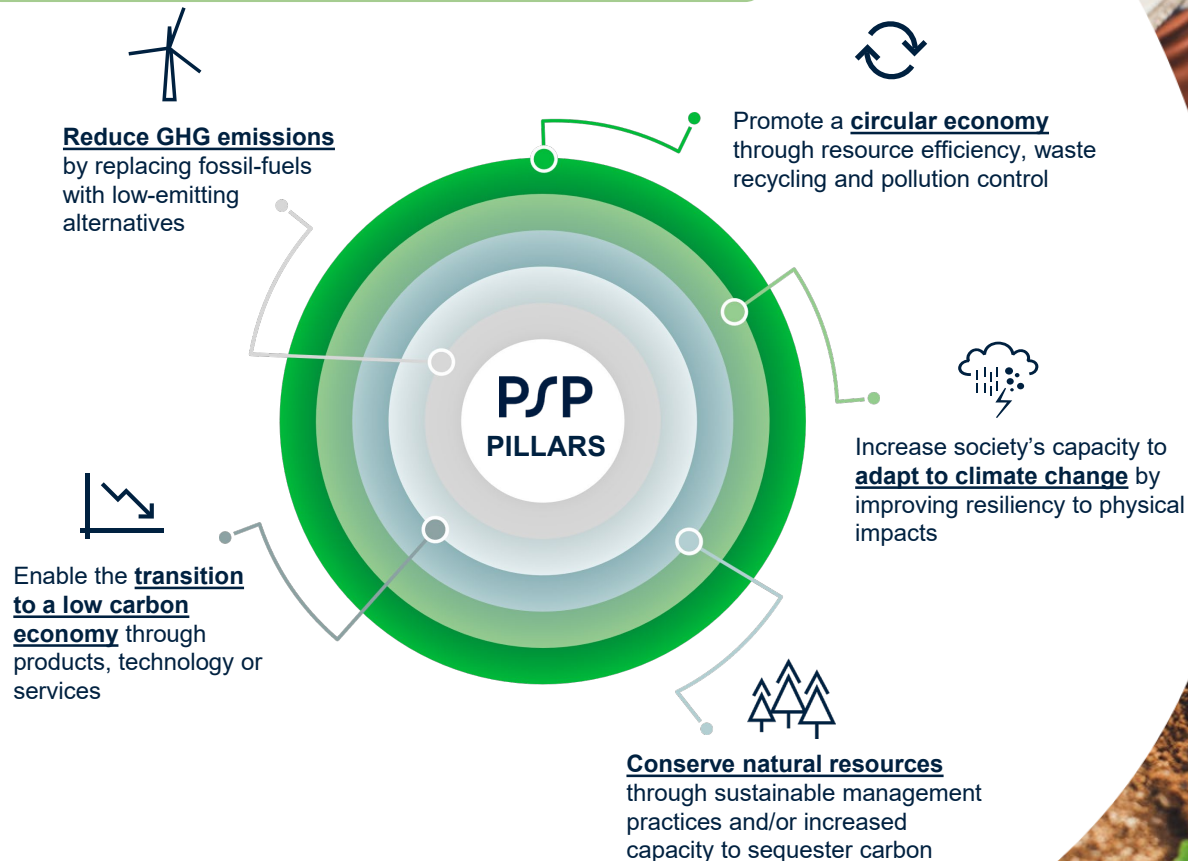 Reduce GHG emissions
by replacing fossil-fuels
with low-emitting
alternatives
Promote a circular economy
through resource efficiency, waste
recycling and pollution control
PSP
PILLARS
Increase society’s capacity to
adapt to climate change by
improving resiliency to physical
impacts
Enable the transition
to a low carbon
economy through
products, technology or
services
Conserve natural resources
through sustainable management
practices and/or increased
capacity to sequester carbon